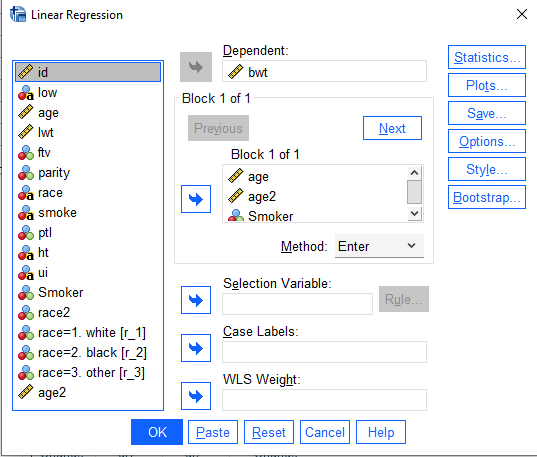 Linear Regression
id
low
age
lwt
ftv
parity
race
smoke
ptl
ht
ui
Smoker
race2
race=1. white [r_1]
race=2. black [r_2]
race=3. other [r_3]
age2
Dependent:
bwt
Block 1 of 1
Previous
Next
Block 1 of 1
age
age2
Smoker
Method:
Enter
Selection Variable:
Rule...
Case Labels:
WLS Weight:
Statistics...
Plots...
Save...
Options...
Style...
Bootstrap...
OK
Paste
Reset
Cancel
Help